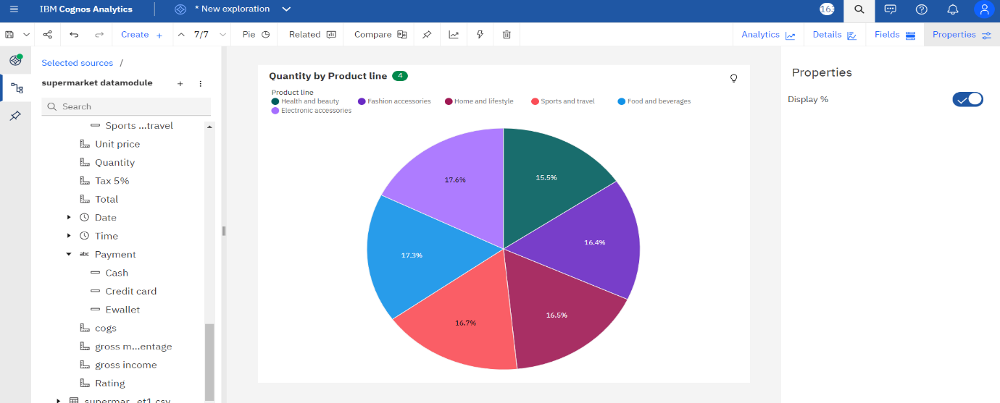 IBM Cognos Analytics
* New exploration
163
Create +
7/7
Pie
Related
Compare
Analytics
Details
Fields
Properties
Selected sources /
supermarket datamodule
Search
Sports ...travel
Unit price
Quantity
Tax 5%
Total
Date
Time
abc Payment
Cash
Credit card
Ewallet
cogs
gross m...entage
gross income
Rating
supermar...et1.csv
Quantity by Product line 4
Product line
Health and beauty
Fashion accessories
Home and lifestyle
Sports and travel
Food and beverages
Electronic accessories
17.6%
15.5%
16.4%
17.3%
16.5%
16.7%
Properties
Display %